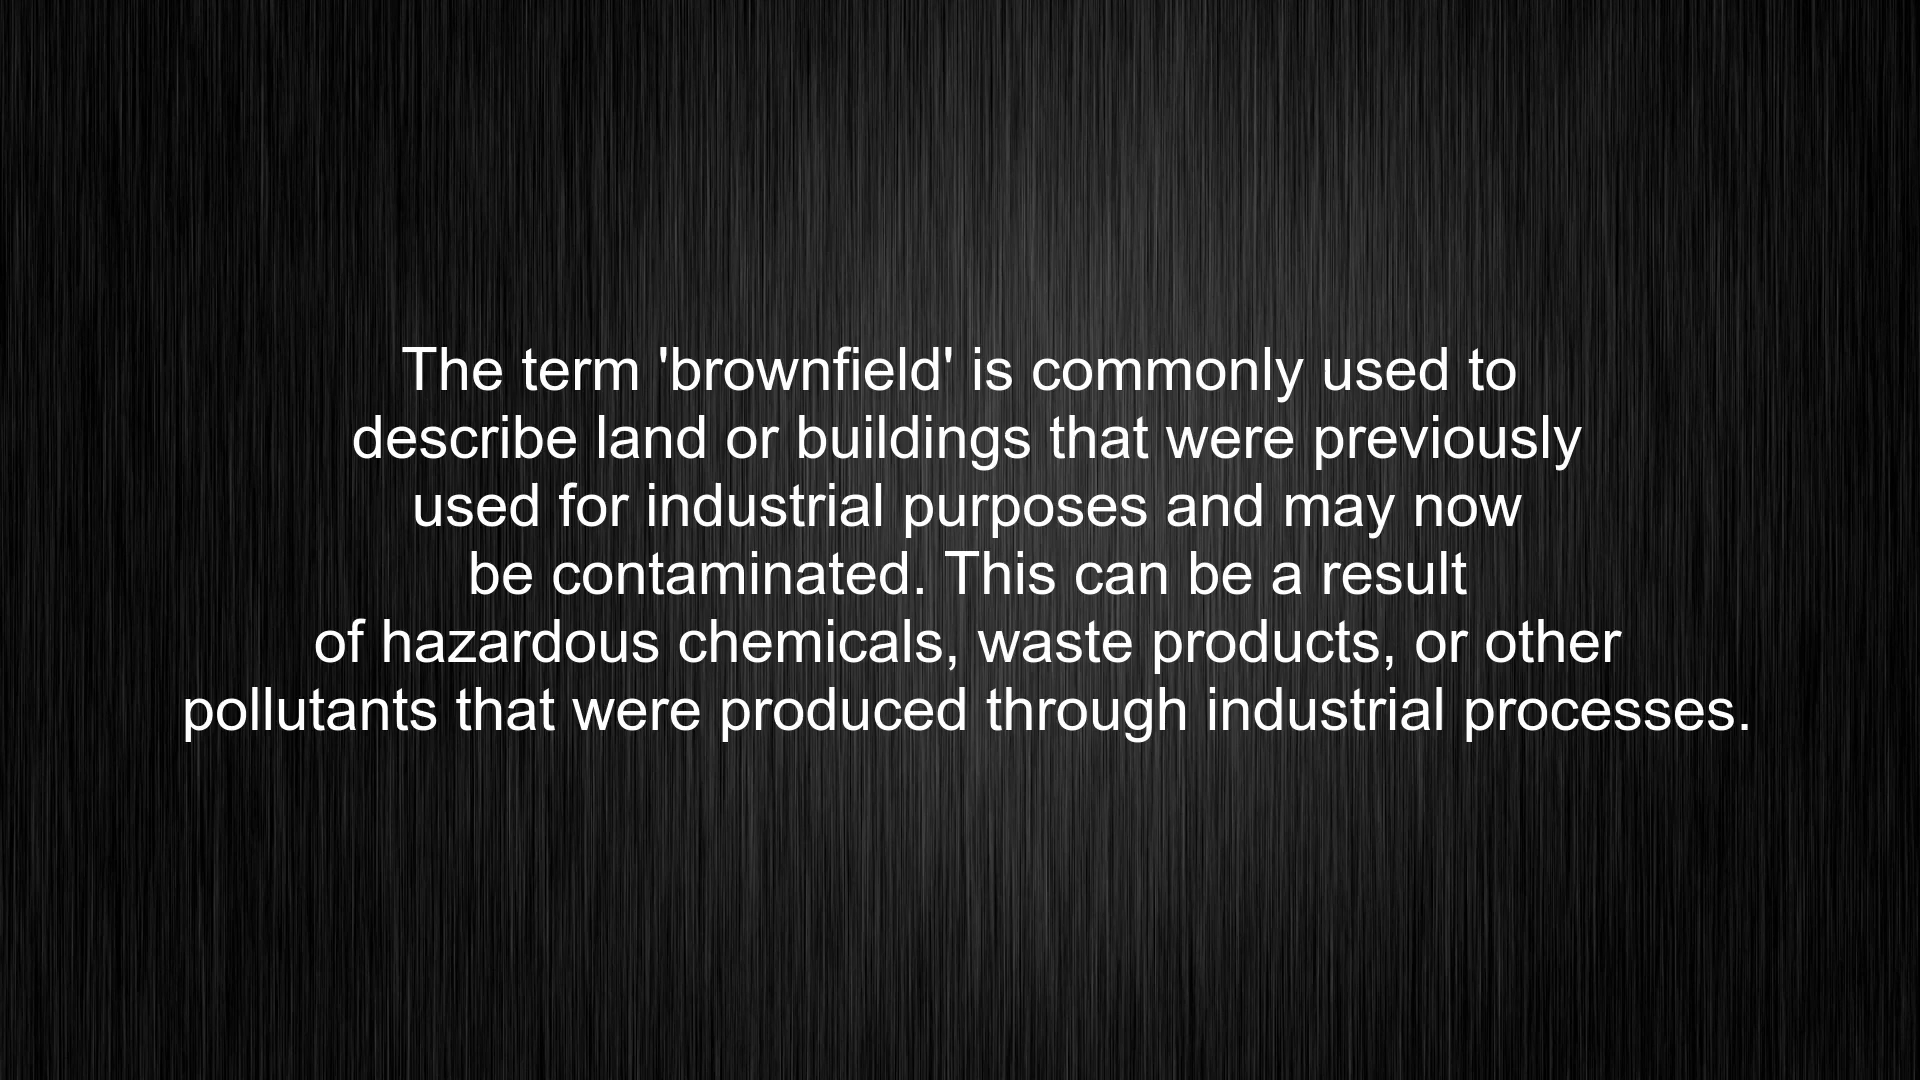 The term 'brownfield' is commonly used to
describe land or buildings that were previously
used for industrial purposes and may now
be contaminated. This can be a result
of hazardous chemicals, waste products, or other
pollutants that were produced through industrial processes.